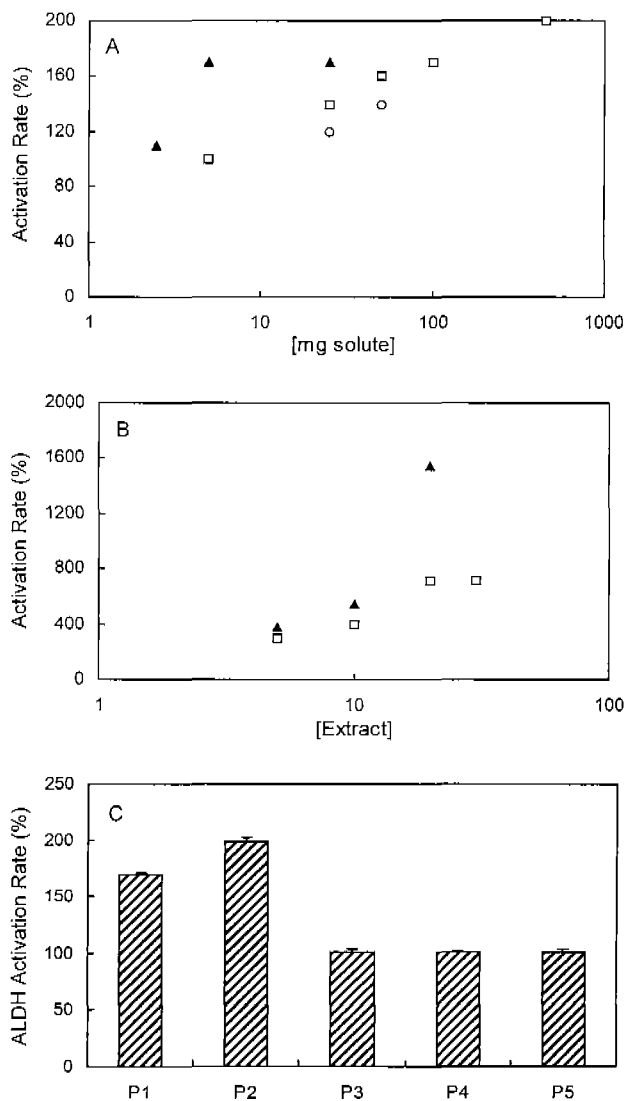 A
Activation Rate (%)
200
160
120
80
40
0
1
10
100
1000
[mg solute]
B
Activation Rate (%)
2000
1600
1200
800
400
0
1
10
100
[Extract]
C
ALDH Activation Rate (%)
250
200
150
100
50
0
P1
P2
P3
P4
P5